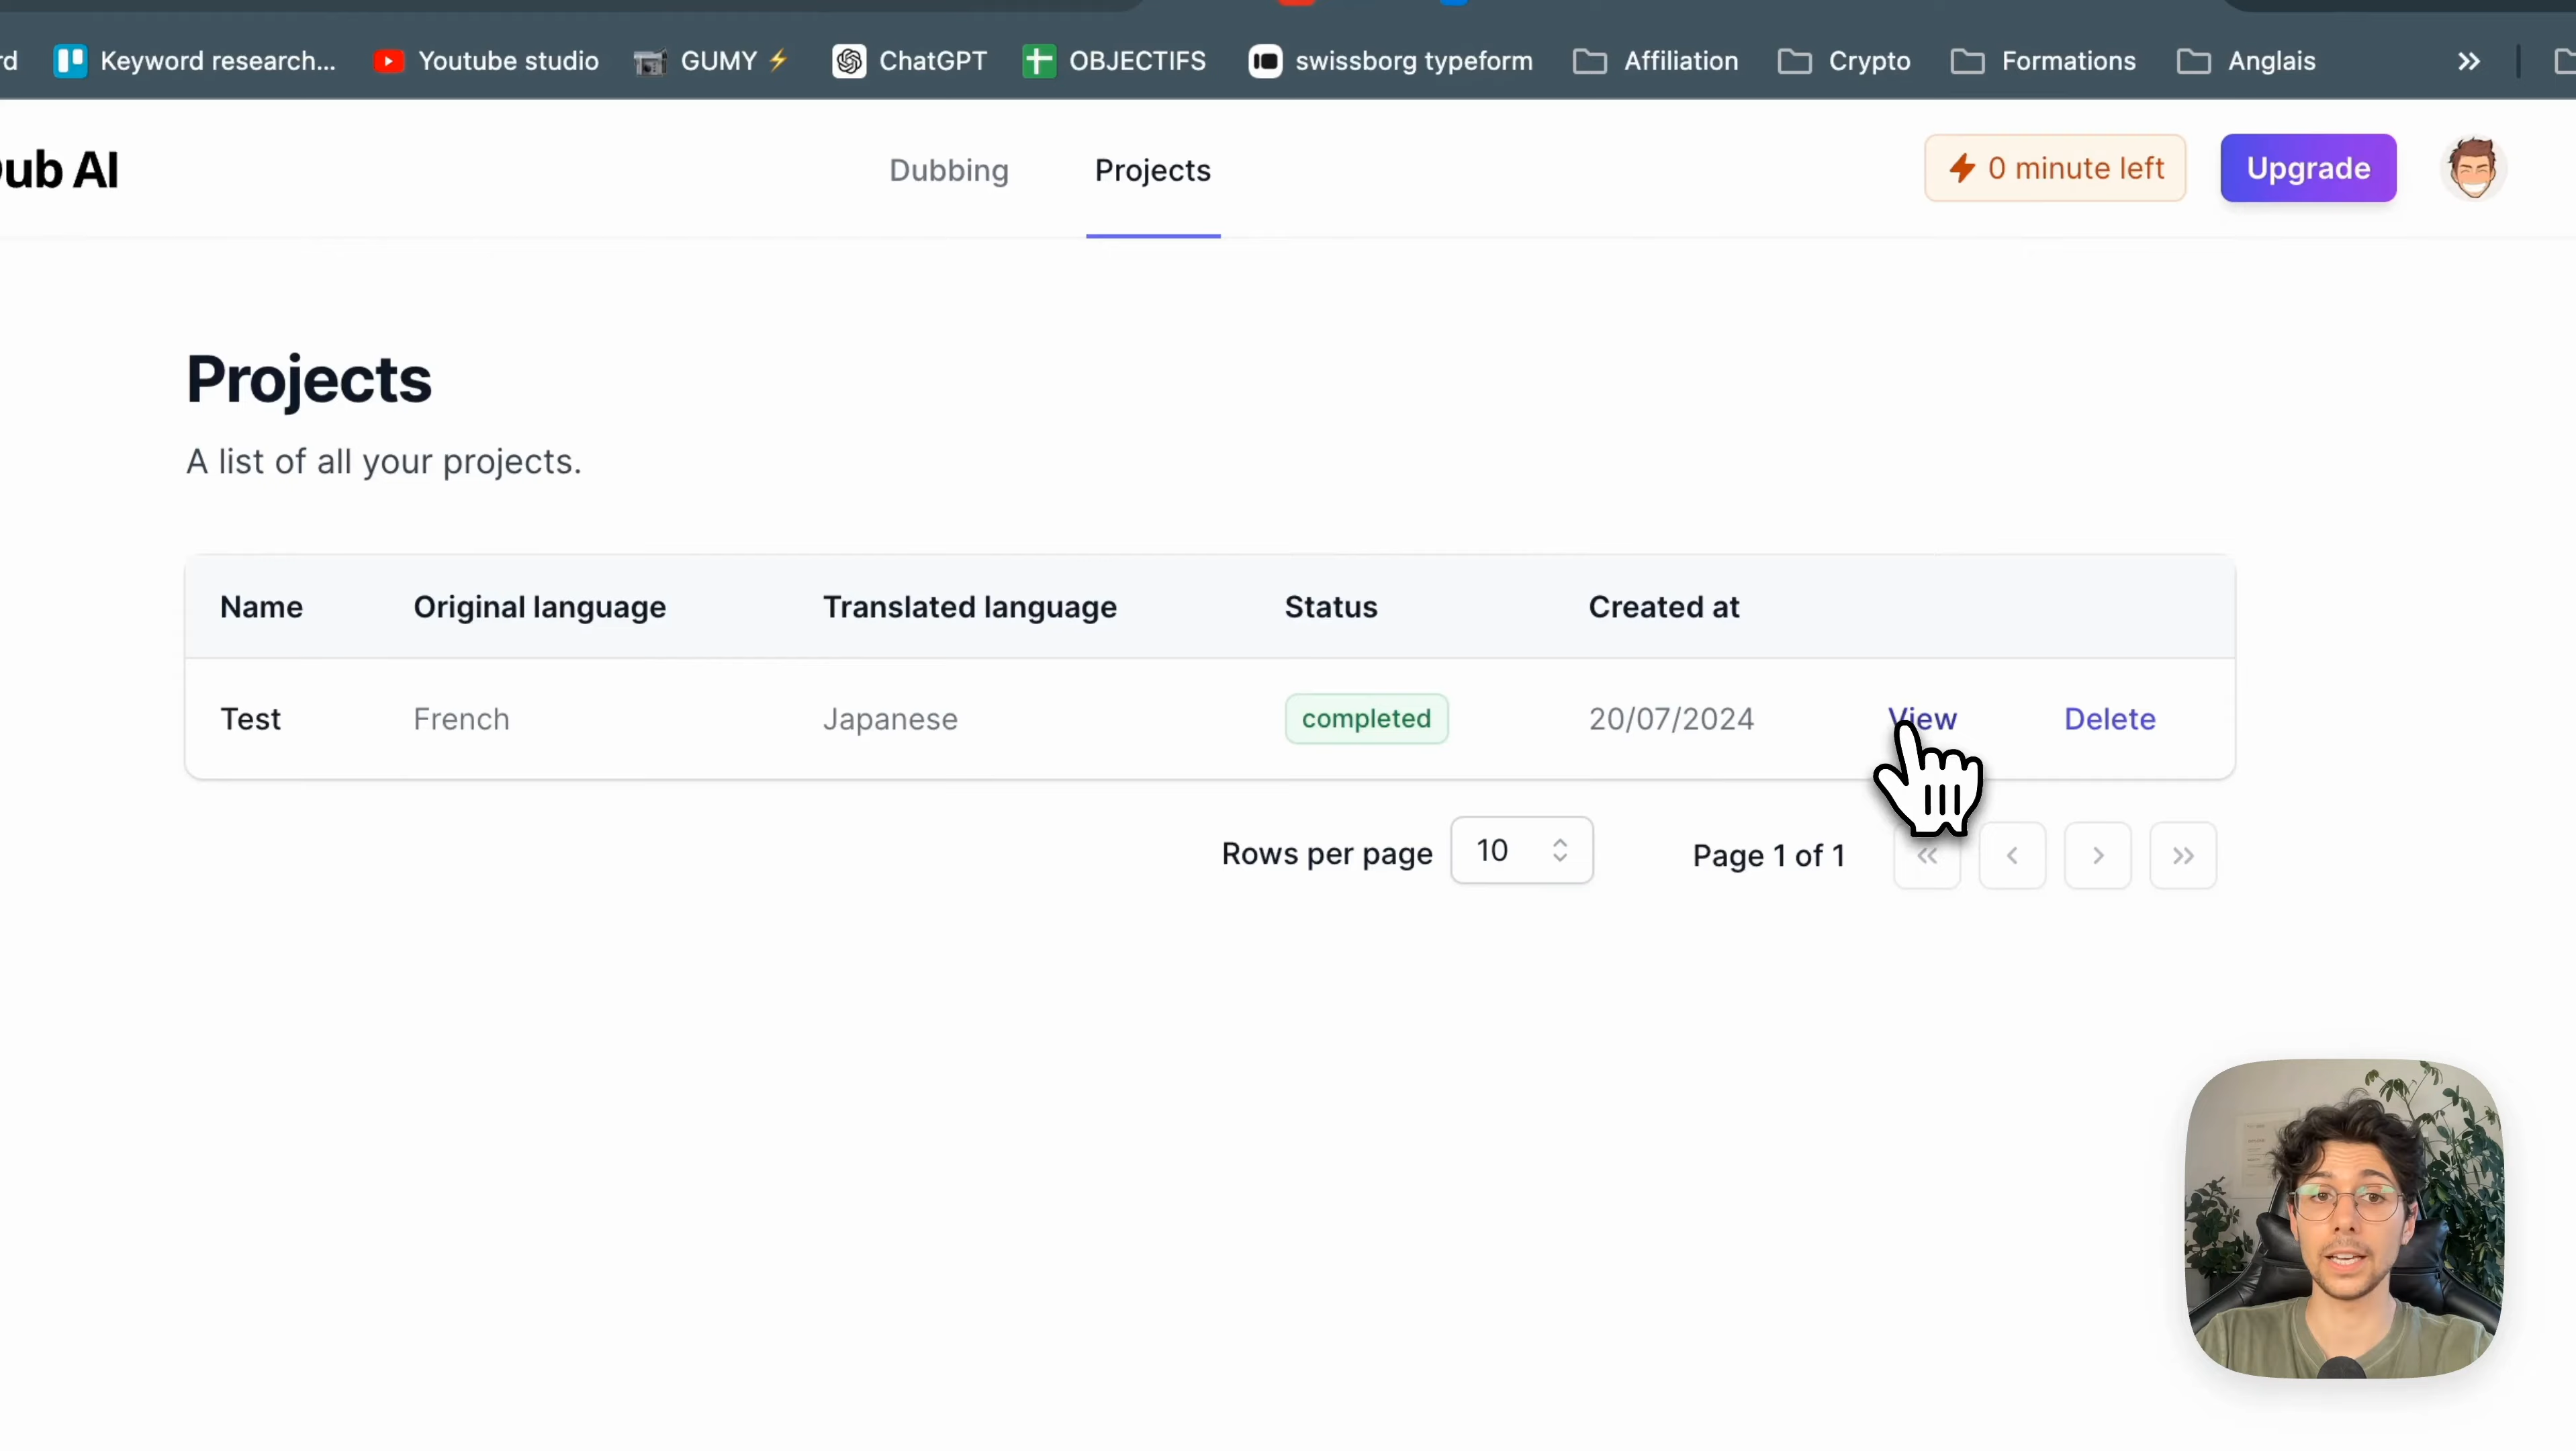 Keyword research... Youtube studio GUMY ⚡ ChatGPT OBJECTIFS swissborg typeform Affiliation Crypto Formations Anglais
AI Dubbing Projects 0 minute left Upgrade
Projects
A list of all your projects.
Name Original language Translated language Status Created at
Test French Japanese completed 20/07/2024 View Delete
Rows per page 10 Page 1 of 1